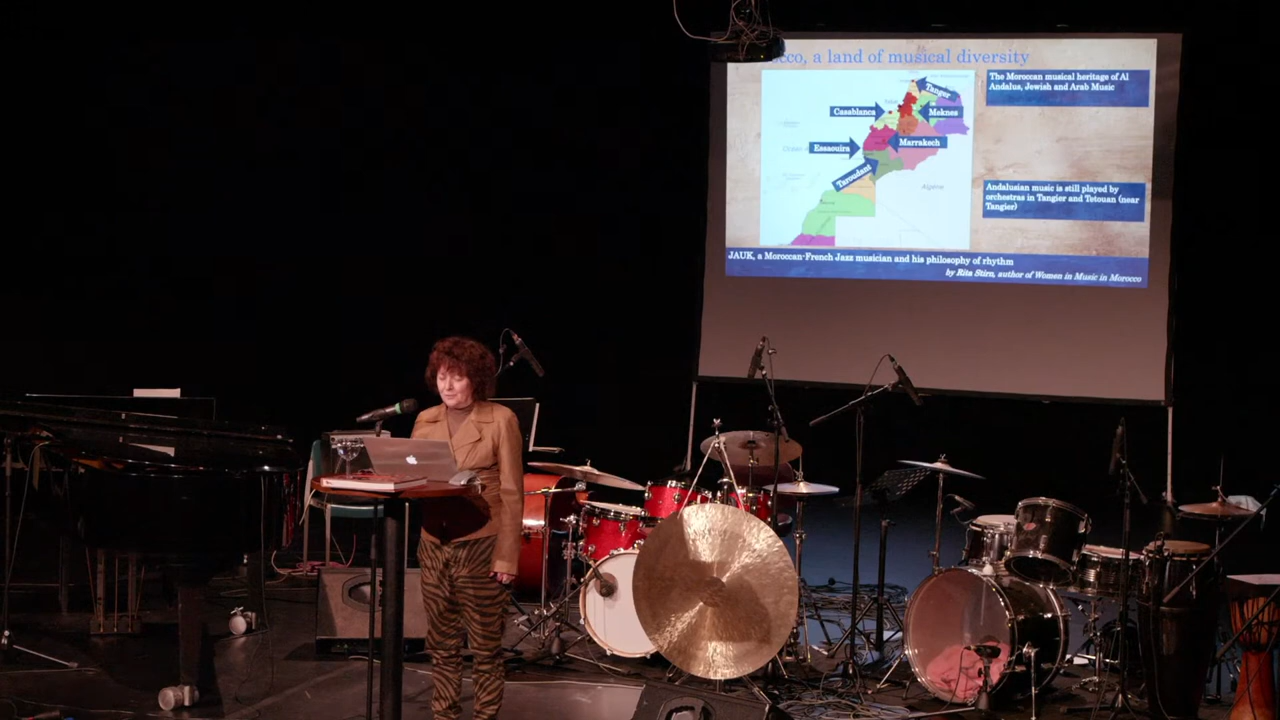 occo, a land of musical diversity
The Moroccan musical heritage of Al
Andalus, Jewish and Arab Music
Tanger
Casablanca
Meknes
Marrakech
Essaouira
Taroudant
Algeria
Andalusian music is still played by
orchestras in Tangier and Tetouan (near
Tangier)
JAUK, a Moroccan-French Jazz musician and his philosophy of rhythm
by Rita Stirn, author of Women in Music in Morocco